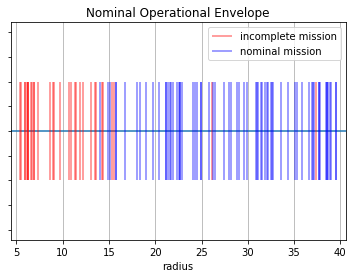 Nominal Operational Envelope
incomplete mission
nominal mission
5 10 15 20 25 30 35 40
radius